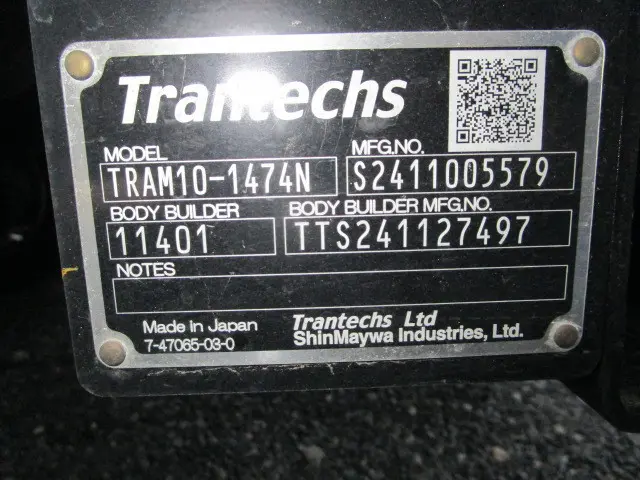 Trantechs
MODEL MFG.NO.
TRAM10-1474N S2411005579
BODY BUILDER BODY BUILDER MFG.NO.
11401 TTS241127497
NOTES
Made in Japan Trantechs Ltd
7-47065-03-0 ShinMaywa Industries, Ltd.